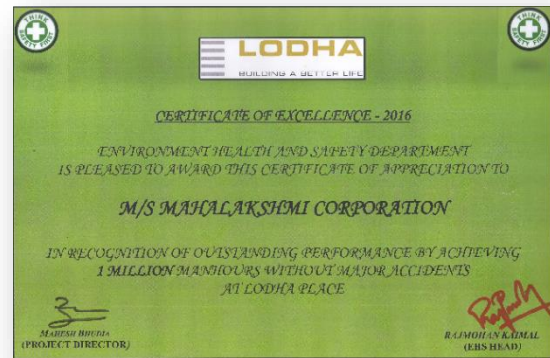 THINK
SAFETY FIRST
THINK
SAFETY FIRST
LODHA
BUILDING A BETTER LIFE
CERTIFICATE OF EXCELLENCE - 2016
ENVIRONMENT HEALTH AND SAFETY DEPARTMENT
IS PLEASED TO AWARD THIS CERTIFICATE OF APPRECIATION TO
M/S MAHALAKSHMI CORPORATION
IN RECOGNITION OF OUTSTANDING PERFORMANCE BY ACHIEVING
1 MILLION MANHOURS WITHOUT MAJOR ACCIDENTS
AT LODHA PLACE
MAHESH BHUDIA
(PROJECT DIRECTOR)
RAJMOHAN KAIMAL
(EHS HEAD)